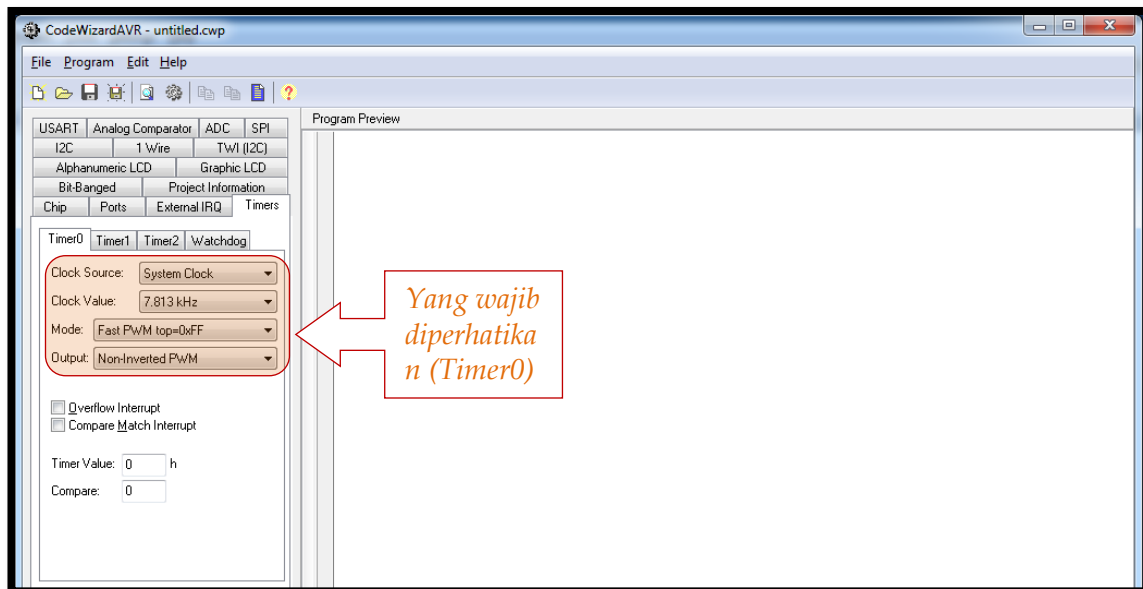 CodeWizardAVR - untitled.cwp
File Program Edit Help
USART Analog Comparator ADC SPI
I2C 1 Wire TWI (I2C)
Alphanumeric LCD Graphic LCD
Bit-Banged Project Information
Chip Ports External IRQ Timers
Timer0 Timer1 Timer2 Watchdog
Clock Source: System Clock
Clock Value: 7.813 kHz
Mode: Fast PWM top=0xFF
Output: Non-Inverted PWM
Overflow Interrupt
Compare Match Interrupt
Timer Value: 0 h
Compare: 0
Program Preview
Yang wajib
diperhatika
n (Timer0)